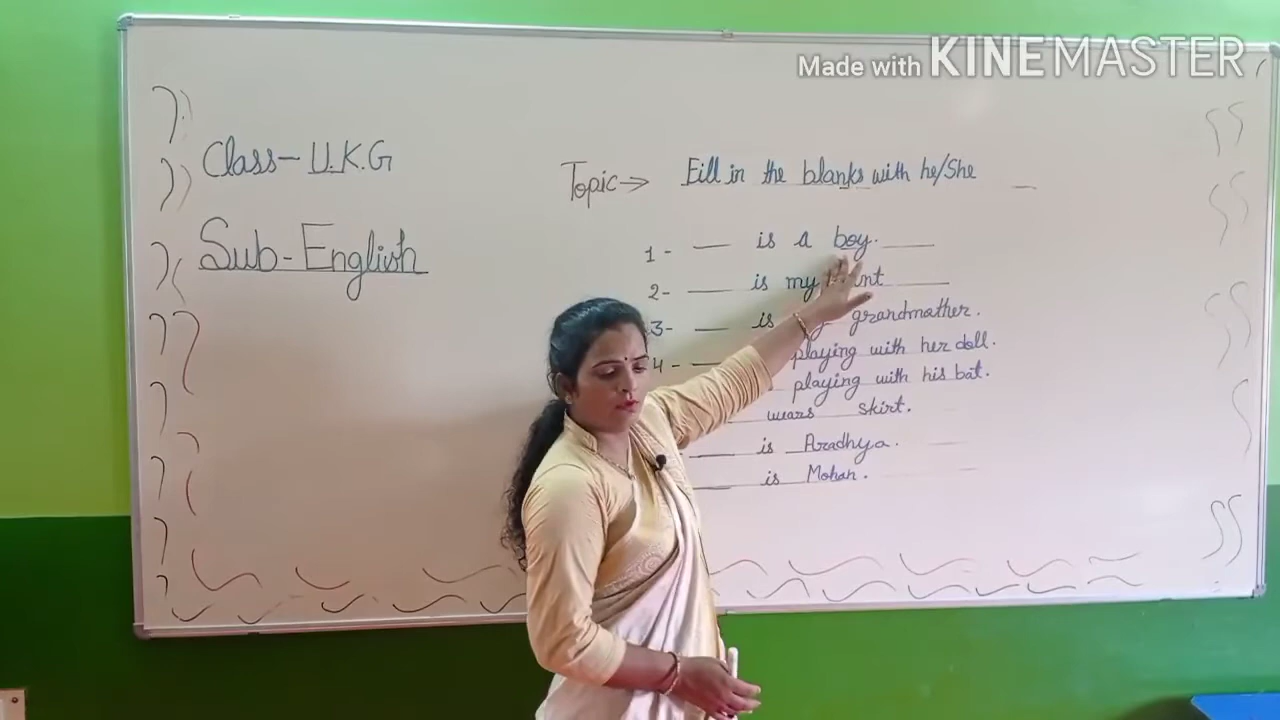 Made with KINEMASTER
Class - U.K.G
Sub - English
Topic → Fill in the blanks with he/She
1 - ___ is a boy.
2 - ___ is my
3 - ___ is grandmather.
4 - ___ playing with her doll.
playing with his bat.
wears skirt.
___ is Aradhya.
___ is Mohan.